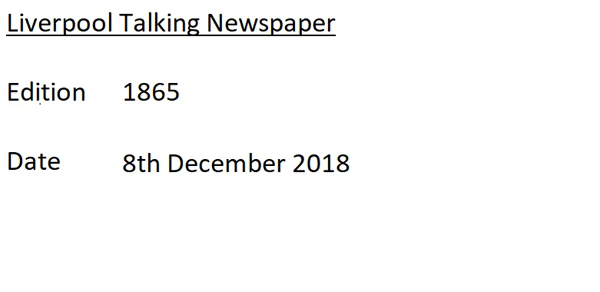 Liverpool Talking Newspaper
Edition 1865
Date 8th December 2018